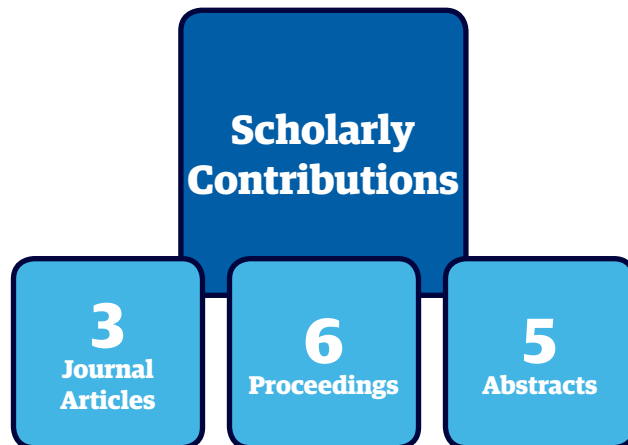 Scholarly
Contributions
3
Journal
Articles
6
Proceedings
5
Abstracts